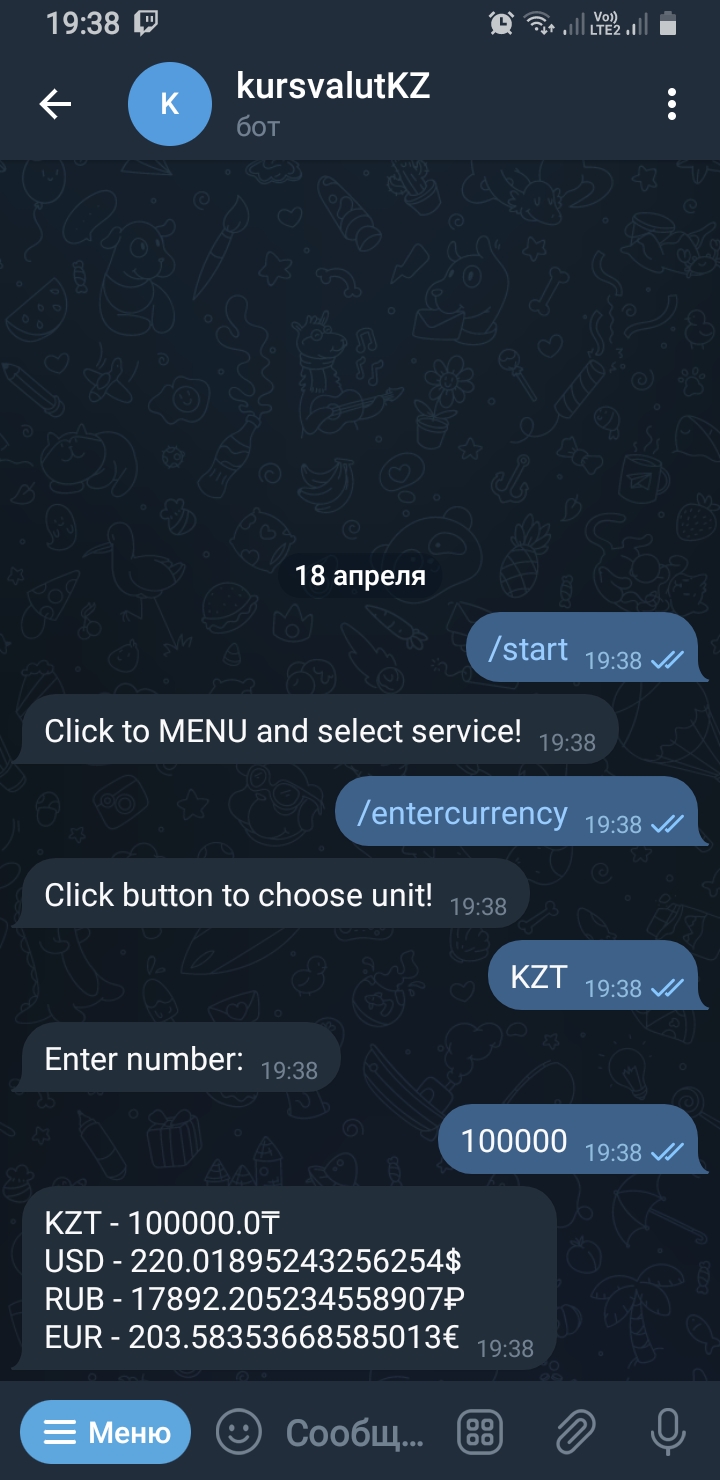 19:38
Vo)) LTE2
K
kursvalutKZ
бот
18 апреля
/start 19:38
Click to MENU and select service! 19:38
/entercurrency 19:38
Click button to choose unit! 19:38
KZT 19:38
Enter number: 19:38
100000 19:38
KZT - 100000.0₸
USD - 220.01895243256254$
RUB - 17892.205234558907₽
EUR - 203.58353668585013€ 19:38
Меню
Сообщ...